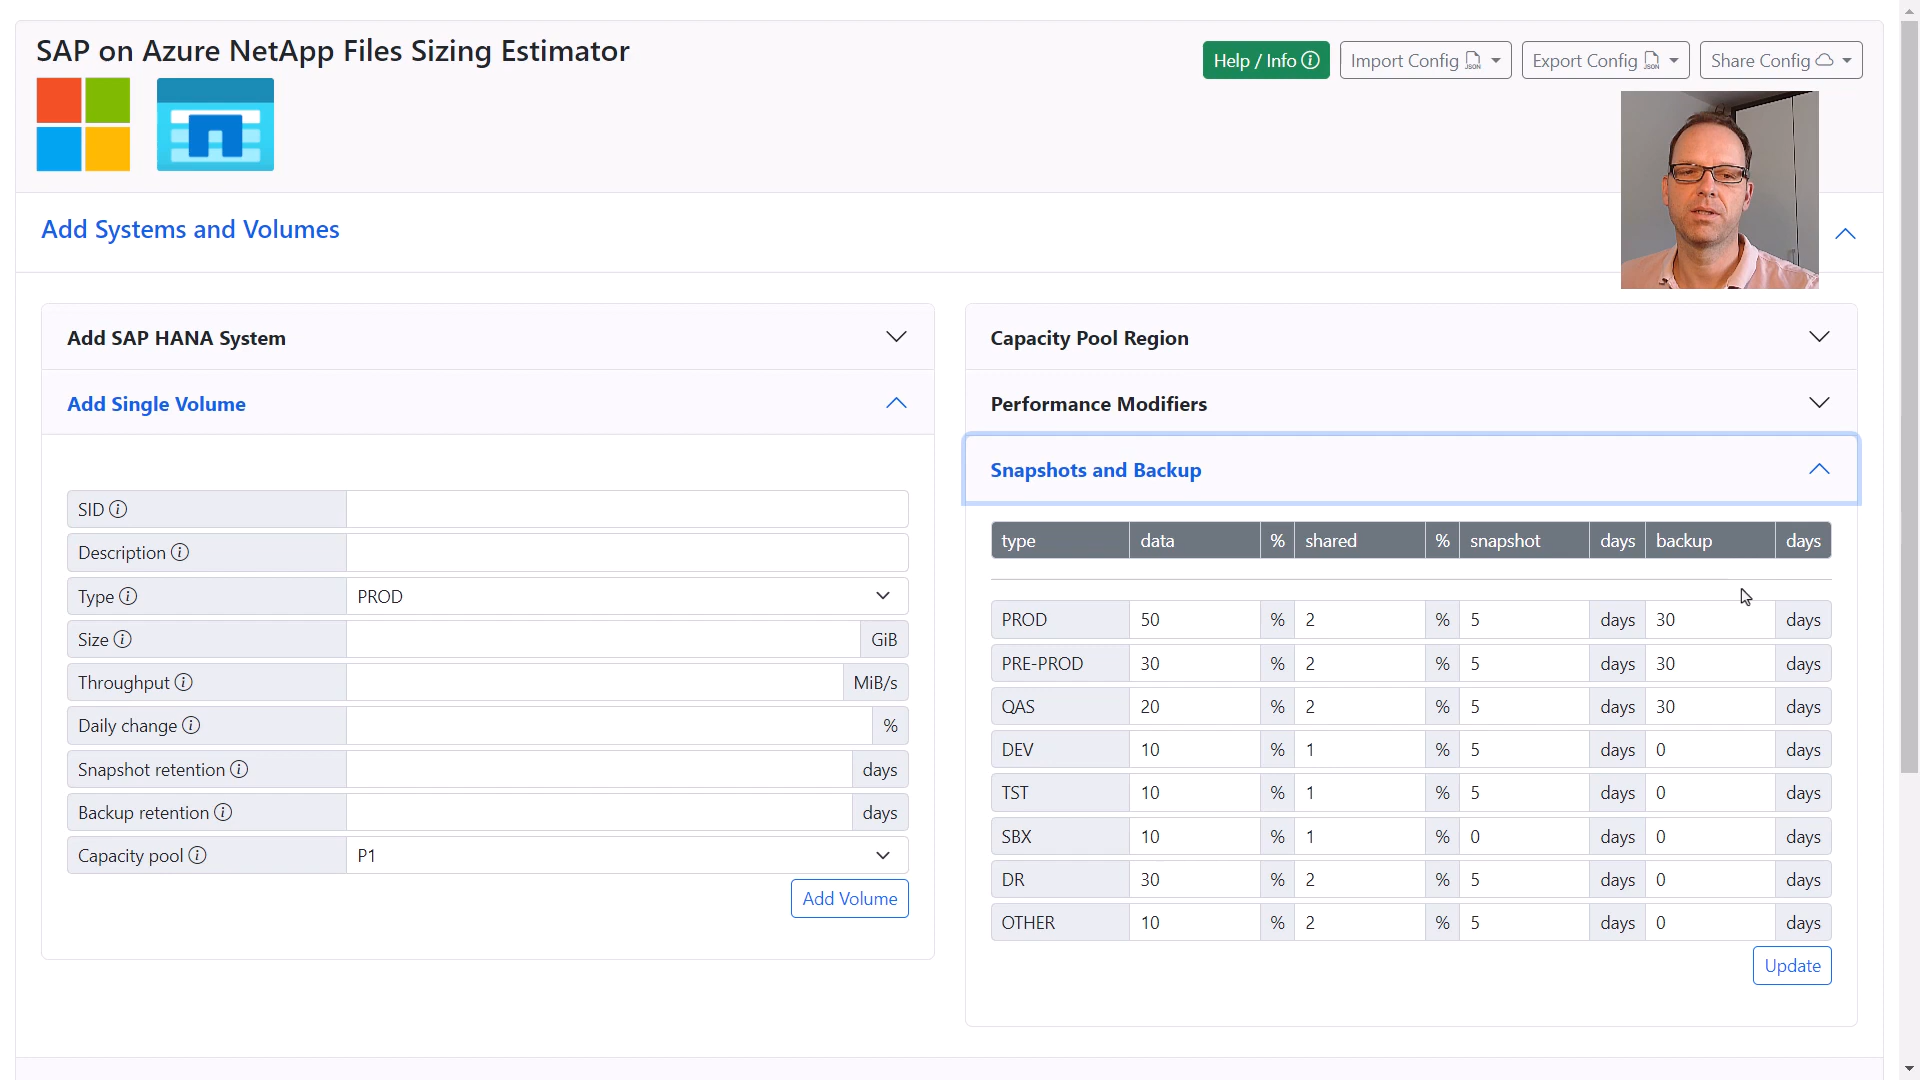 SAP on Azure NetApp Files Sizing Estimator
Help / Info
Import Config JSON
Export Config JSON
Share Config
Add Systems and Volumes
Add SAP HANA System
Add Single Volume
SID
Description
Type PROD
Size GiB
Throughput MiB/s
Daily change %
Snapshot retention days
Backup retention days
Capacity pool P1
Add Volume
Capacity Pool Region
Performance Modifiers
Snapshots and Backup
type data % shared % snapshot days backup days
PROD 50 % 2 % 5 days 30 days
PRE-PROD 30 % 2 % 5 days 30 days
QAS 20 % 2 % 5 days 30 days
DEV 10 % 1 % 5 days 0 days
TST 10 % 1 % 5 days 0 days
SBX 10 % 1 % 0 days 0 days
DR 30 % 2 % 5 days 0 days
OTHER 10 % 2 % 5 days 0 days
Update